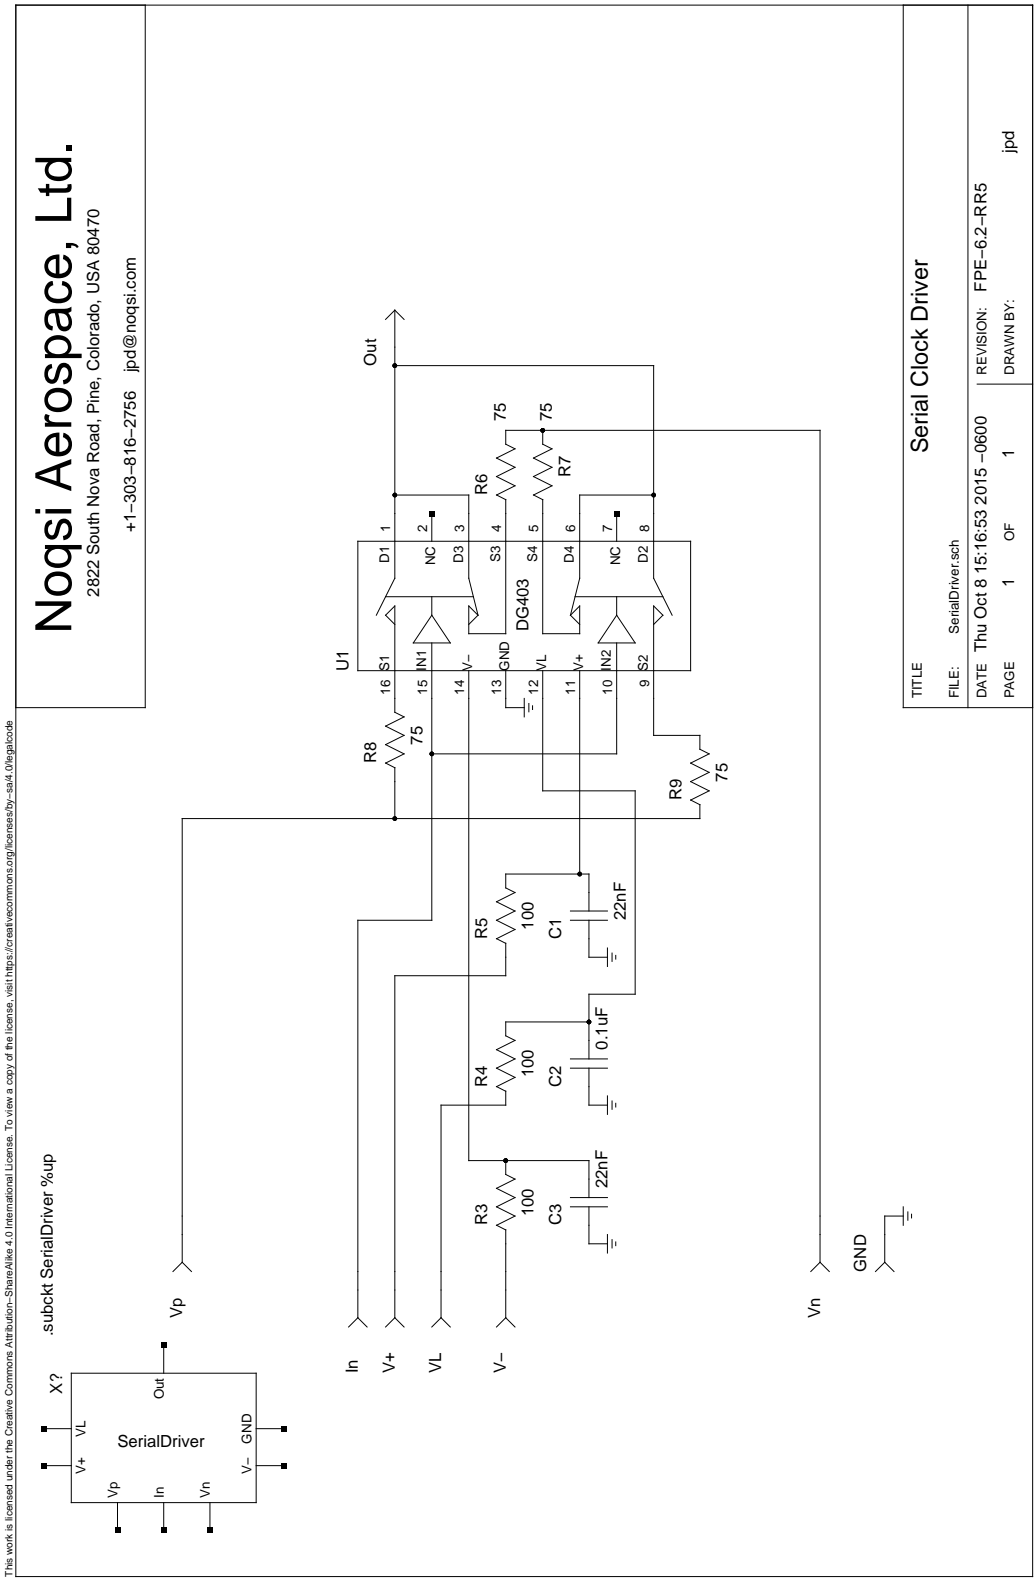 This work is licensed under the Creative Commons Attribution−ShareAlike 4.0 International License. To view a copy of the license, visit https://creativecommons.org/licenses/by−sa/4.0/legalcode
Noqsi Aerospace, Ltd.
2822 South Nova Road, Pine, Colorado, USA 80470
+1−303−816−2756 jpd@noqsi.com
.subckt SerialDriver %up
X?
V+
VL
Vp
In
Vn
Out
SerialDriver
V−
GND
Vp
In
V+
VL
V−
Vn
GND
R3
100
C3
22nF
R4
100
C2
0.1uF
R5
100
C1
22nF
R8
75
R9
75
U1
16
S1
15
IN1
14
V−
13
GND
12
VL
11
V+
10
IN2
9
S2
DG403
D1
1
NC
2
D3
3
S3
4
S4
5
D4
6
NC
7
D2
8
R6
75
R7
75
Out
TITLE
Serial Clock Driver
FILE: SerialDriver.sch
REVISION: FPE−6.2−RR5
DATE Thu Oct 8 15:16:53 2015 −0600
PAGE 1 OF 1
DRAWN BY: jpd